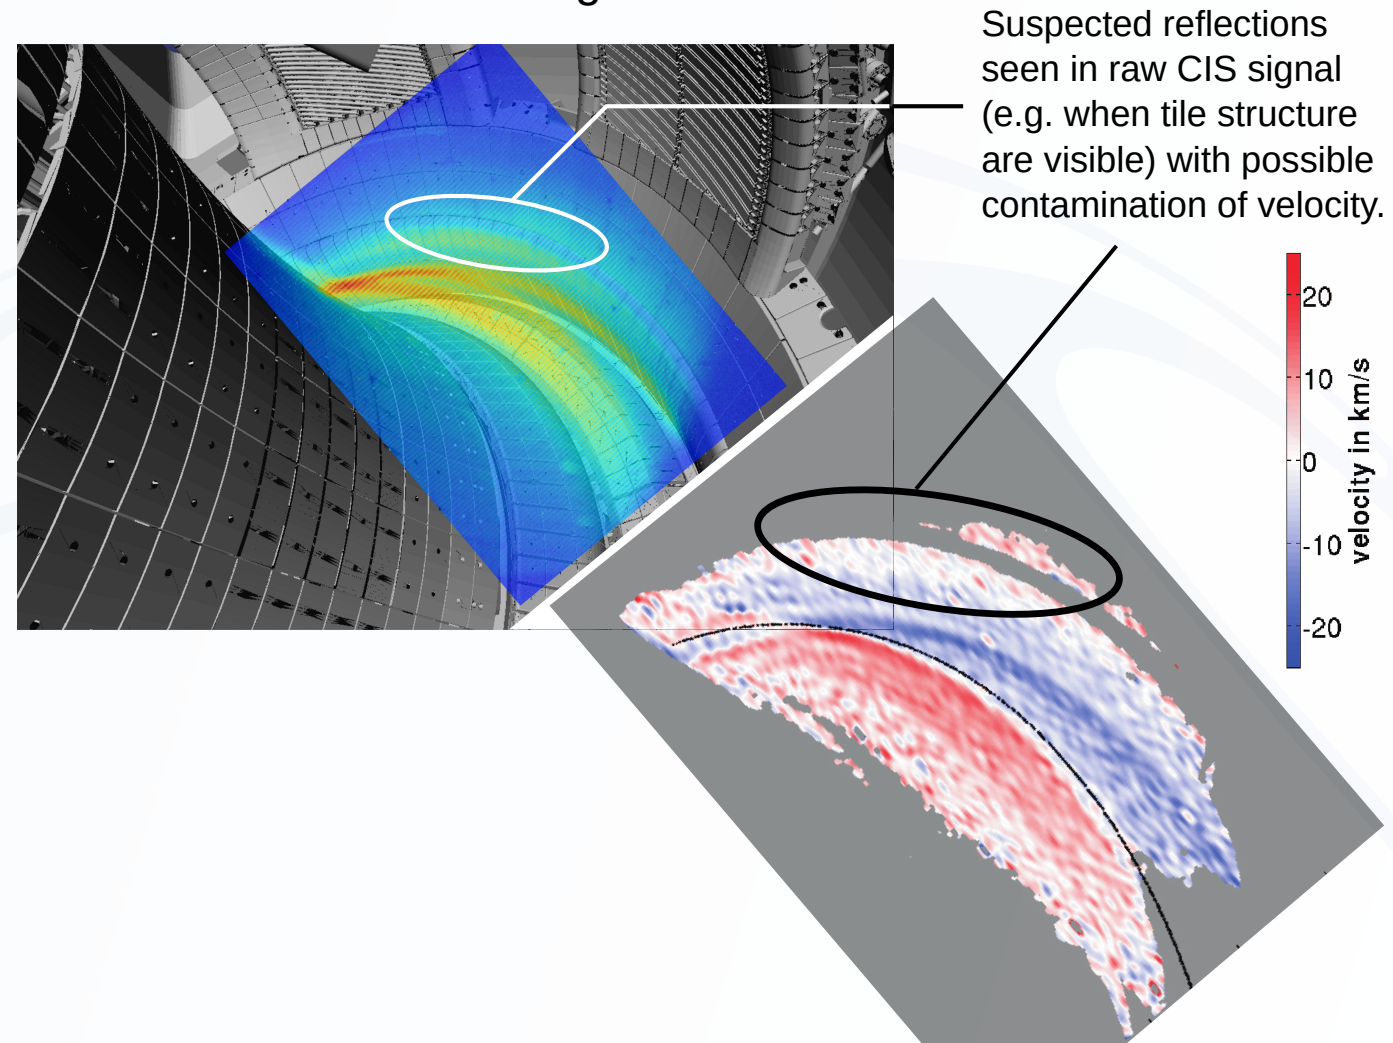 Suspected reflections
seen in raw CIS signal
(e.g. when tile structure
are visible) with possible
contamination of velocity.
20
10
0
-10
-20
velocity in km/s